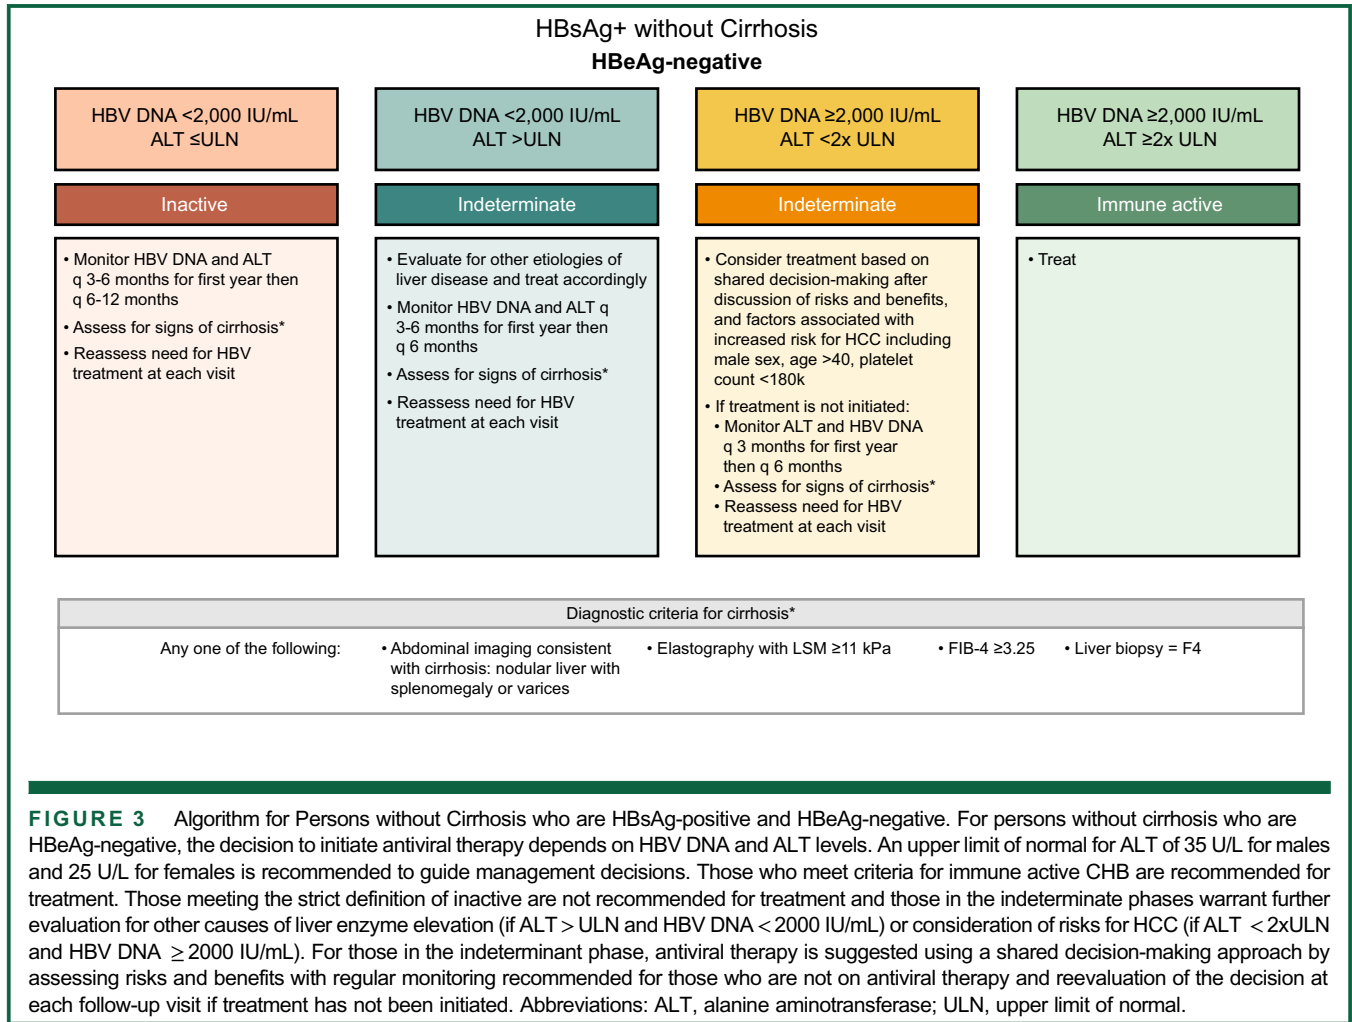 HBsAg+ without Cirrhosis
HBeAg-negative
HBV DNA <2,000 IU/mL
ALT ≤ULN
Inactive
• Monitor HBV DNA and ALT
q 3-6 months for first year then
q 6-12 months
• Assess for signs of cirrhosis*
• Reassess need for HBV
treatment at each visit
HBV DNA <2,000 IU/mL
ALT >ULN
Indeterminate
• Evaluate for other etiologies of
liver disease and treat accordingly
• Monitor HBV DNA and ALT q
3-6 months for first year then
q 6 months
• Assess for signs of cirrhosis*
• Reassess need for HBV
treatment at each visit
HBV DNA ≥2,000 IU/mL
ALT <2x ULN
Indeterminate
• Consider treatment based on
shared decision-making after
discussion of risks and benefits,
and factors associated with
increased risk for HCC including
male sex, age >40, platelet
count <180k
• If treatment is not initiated:
• Monitor ALT and HBV DNA
q 3 months for first year
then q 6 months
• Assess for signs of cirrhosis*
• Reassess need for HBV
treatment at each visit
HBV DNA ≥2,000 IU/mL
ALT ≥2x ULN
Immune active
• Treat
Diagnostic criteria for cirrhosis*
Any one of the following:
• Abdominal imaging consistent
with cirrhosis: nodular liver with
splenomegaly or varices
• Elastography with LSM ≥11 kPa
• FIB-4 ≥3.25
• Liver biopsy = F4
FIGURE 3 Algorithm for Persons without Cirrhosis who are HBsAg-positive and HBeAg-negative. For persons without cirrhosis who are
HBeAg-negative, the decision to initiate antiviral therapy depends on HBV DNA and ALT levels. An upper limit of normal for ALT of 35 U/L for males
and 25 U/L for females is recommended to guide management decisions. Those who meet criteria for immune active CHB are recommended for
treatment. Those meeting the strict definition of inactive are not recommended for treatment and those in the indeterminate phases warrant further
evaluation for other causes of liver enzyme elevation (if ALT > ULN and HBV DNA < 2000 IU/mL) or consideration of risks for HCC (if ALT < 2xULN
and HBV DNA ≥ 2000 IU/mL). For those in the indeterminant phase, antiviral therapy is suggested using a shared decision-making approach by
assessing risks and benefits with regular monitoring recommended for those who are not on antiviral therapy and reevaluation of the decision at
each follow-up visit if treatment has not been initiated. Abbreviations: ALT, alanine aminotransferase; ULN, upper limit of normal.